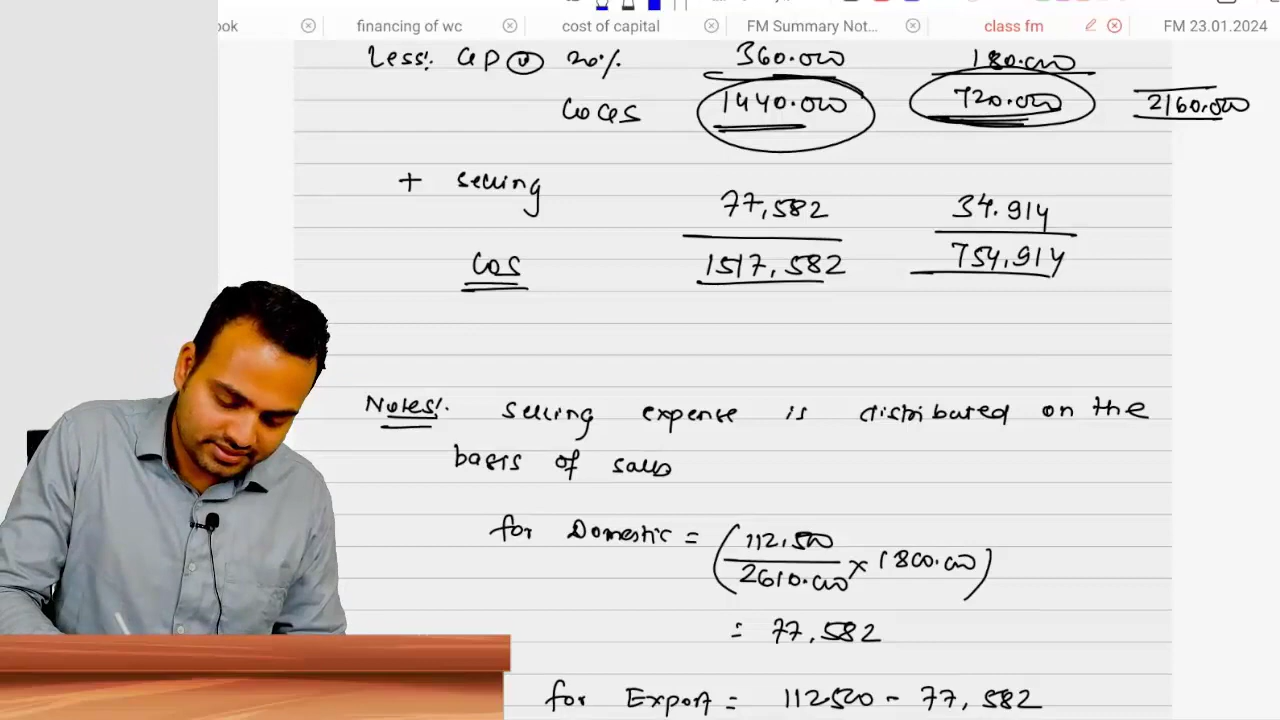 ook financing of wc cost of capital FM Summary Not... class fm FM 23.01.2024
Less: GP @ 20% 360.000 180.000
COGS 1440.000 720.000 2160.000
+ selling 77,582 34.914
COS 1517,582 754,914
Notes: selling expense is distributed on the
basis of sales
for Domestic = (112,500 / 2610.000 × 1800.000)
= 77,582
for Export = 112500 - 77,582